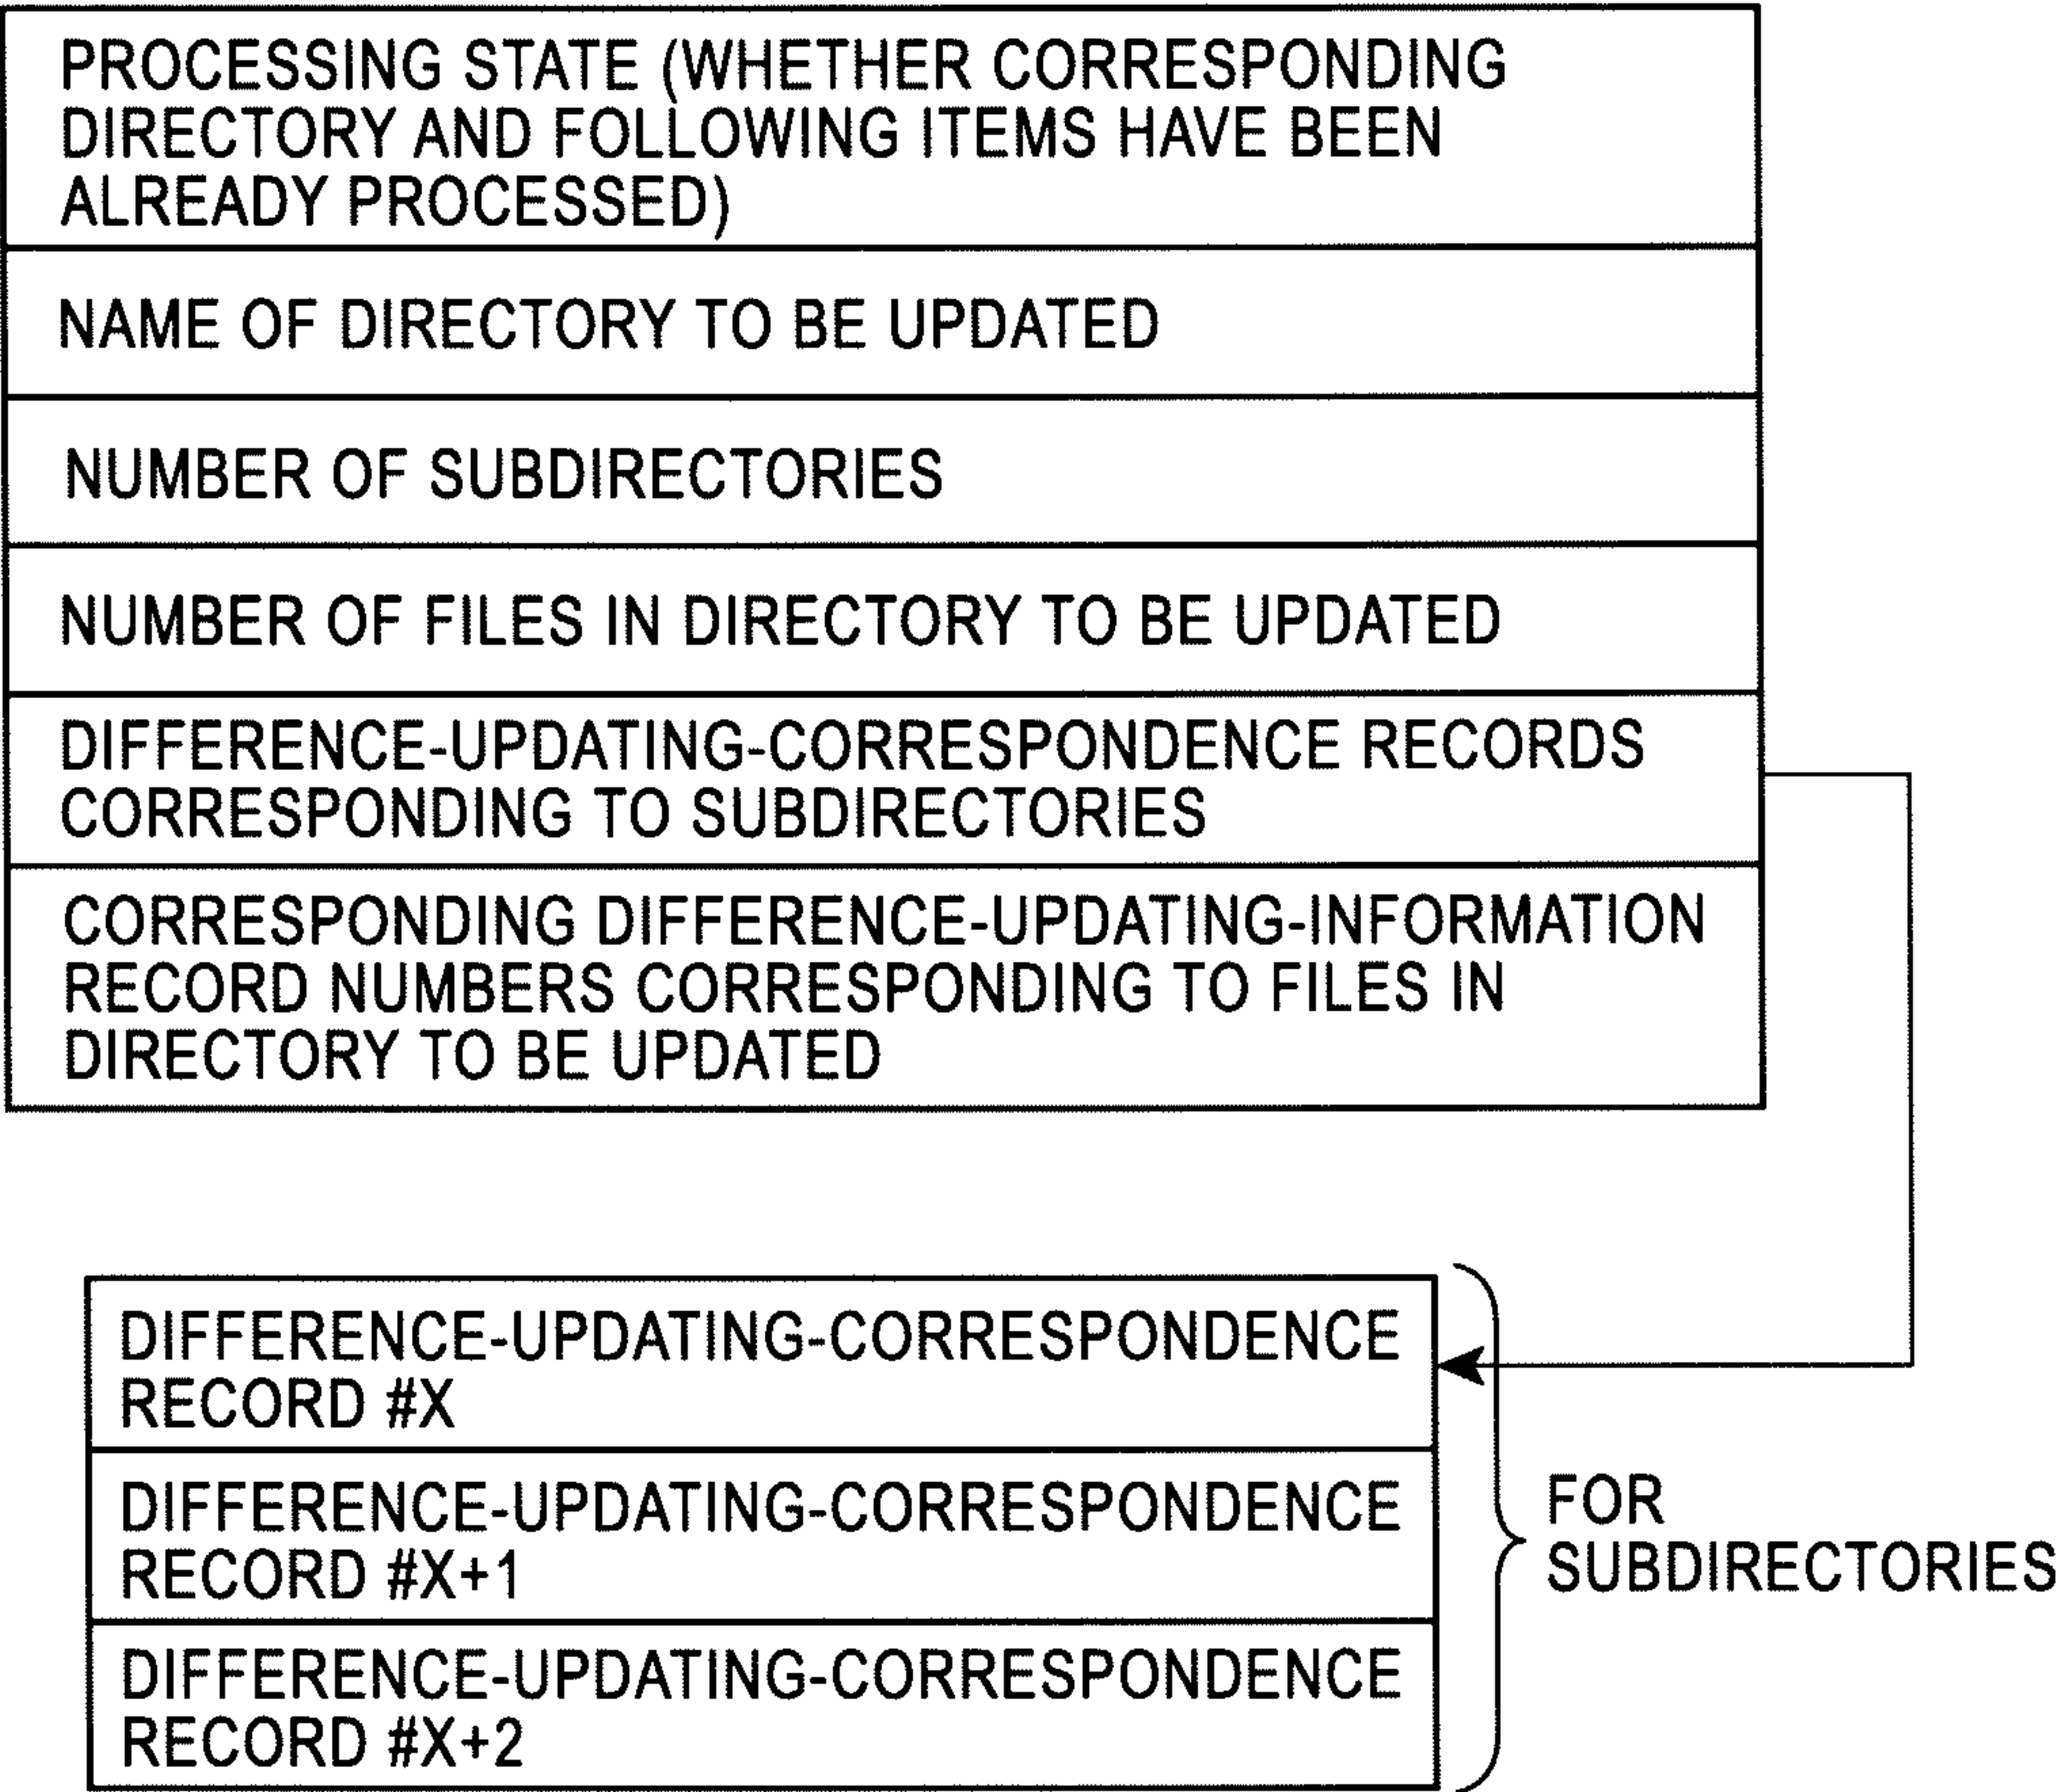 PROCESSING STATE (WHETHER CORRESPONDING
DIRECTORY AND FOLLOWING ITEMS HAVE BEEN
ALREADY PROCESSED)
NAME OF DIRECTORY TO BE UPDATED
NUMBER OF SUBDIRECTORIES
NUMBER OF FILES IN DIRECTORY TO BE UPDATED
DIFFERENCE-UPDATING-CORRESPONDENCE RECORDS
CORRESPONDING TO SUBDIRECTORIES
CORRESPONDING DIFFERENCE-UPDATING-INFORMATION
RECORD NUMBERS CORRESPONDING TO FILES IN
DIRECTORY TO BE UPDATED
DIFFERENCE-UPDATING-CORRESPONDENCE
RECORD #X
DIFFERENCE-UPDATING-CORRESPONDENCE
RECORD #X+1
DIFFERENCE-UPDATING-CORRESPONDENCE
RECORD #X+2
FOR
SUBDIRECTORIES